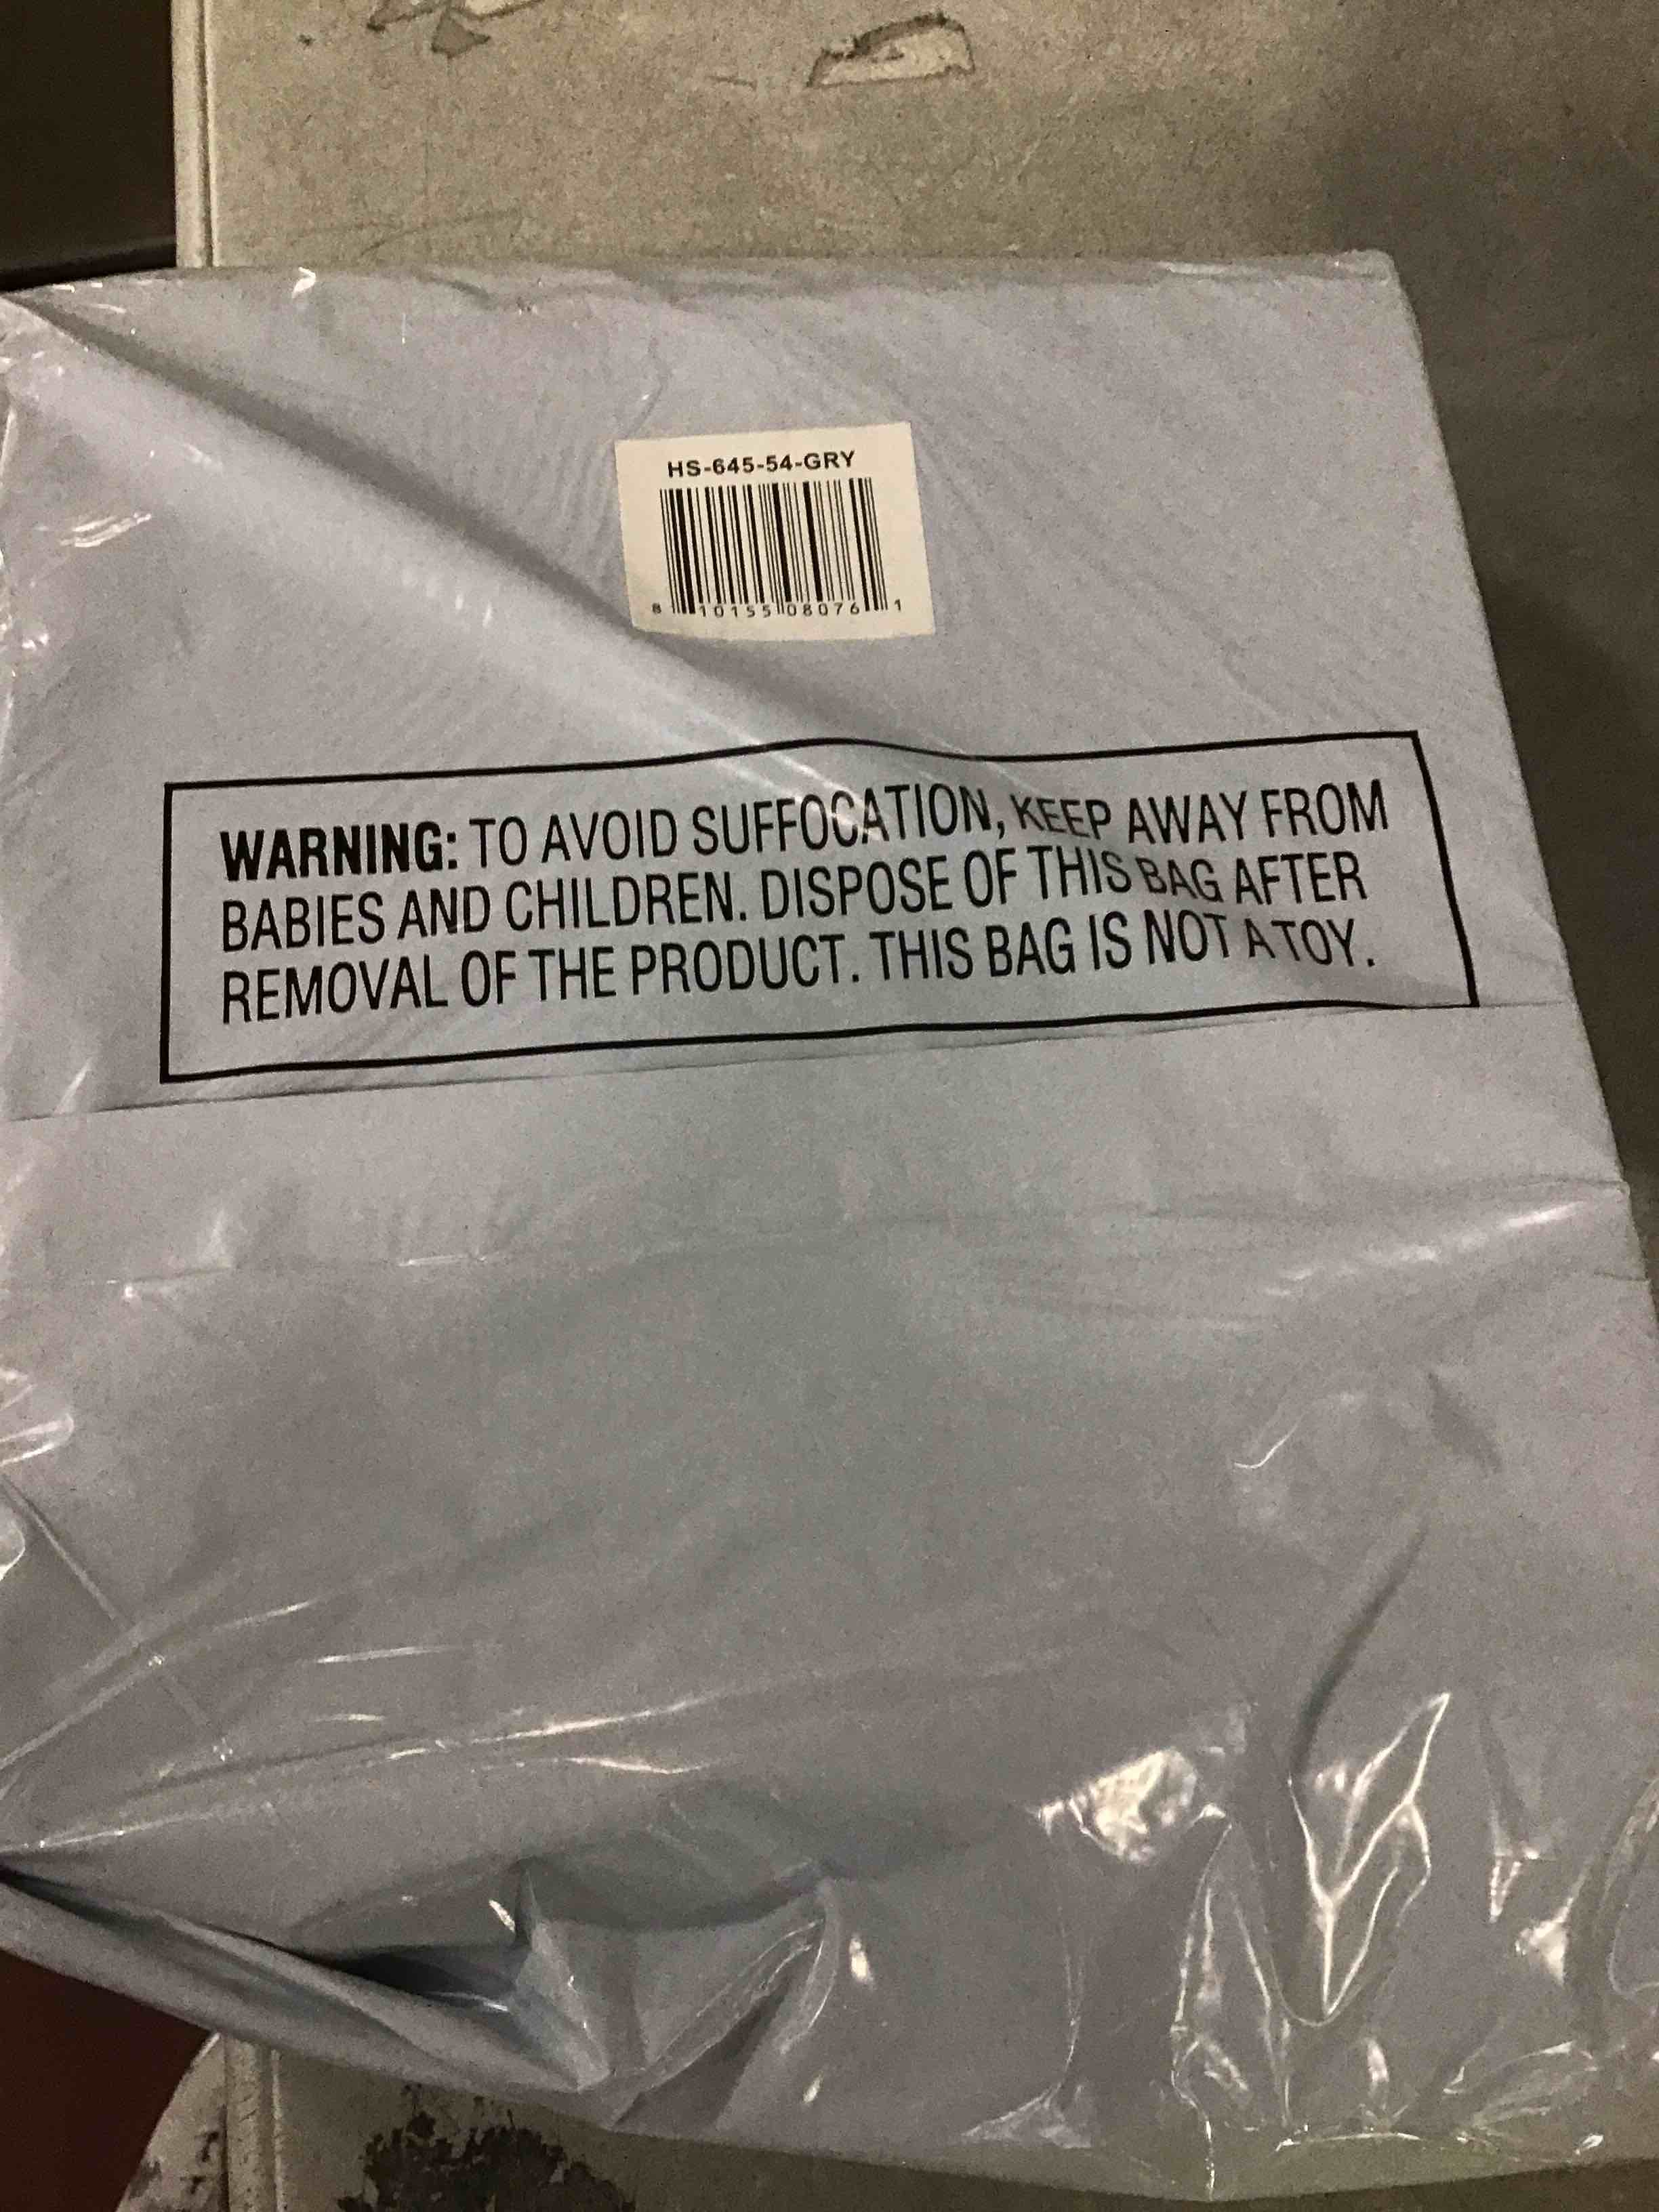 HS-645-54-GRY
8 10155 08076 1
WARNING: TO AVOID SUFFOCATION, KEEP AWAY FROM
BABIES AND CHILDREN. DISPOSE OF THIS BAG AFTER
REMOVAL OF THE PRODUCT. THIS BAG IS NOT A TOY.